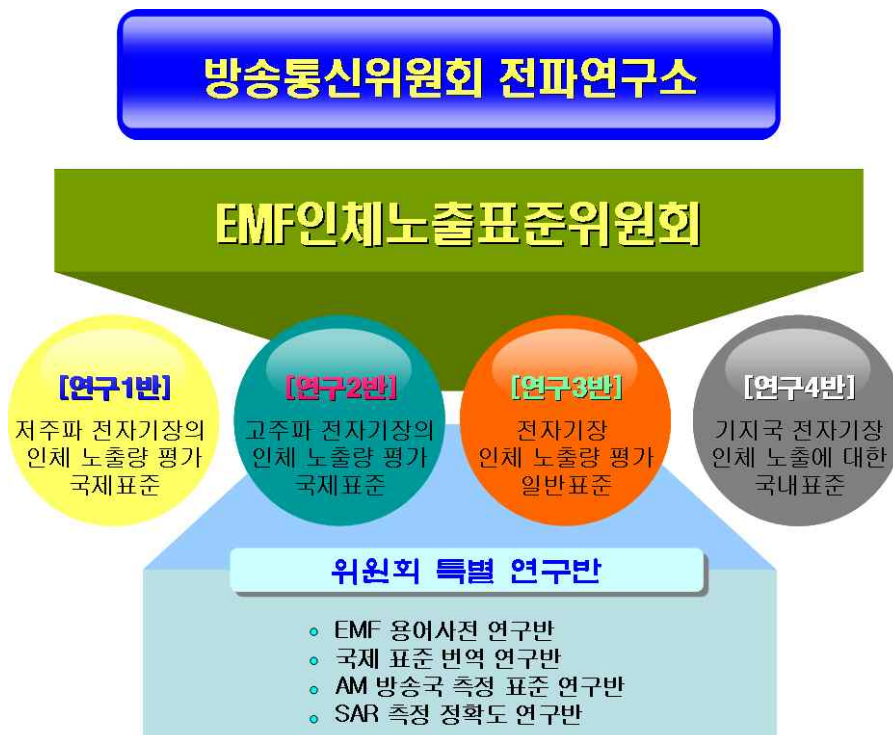 방송통신위원회 전파연구소
EMF인체노출표준위원회
[연구1반]
저주파 전자기장의
인체 노출량 평가
국제표준
[연구2반]
고주파 전자기장의
인체 노출량 평가
국제표준
[연구3반]
전자기장
인체 노출량 평가
일반표준
[연구4반]
기지국 전자기장
인체 노출에 대한
국내표준
위원회 특별 연구반
EMF 용어사전 연구반
국제 표준 번역 연구반
AM 방송국 측정 표준 연구반
SAR 측정 정확도 연구반